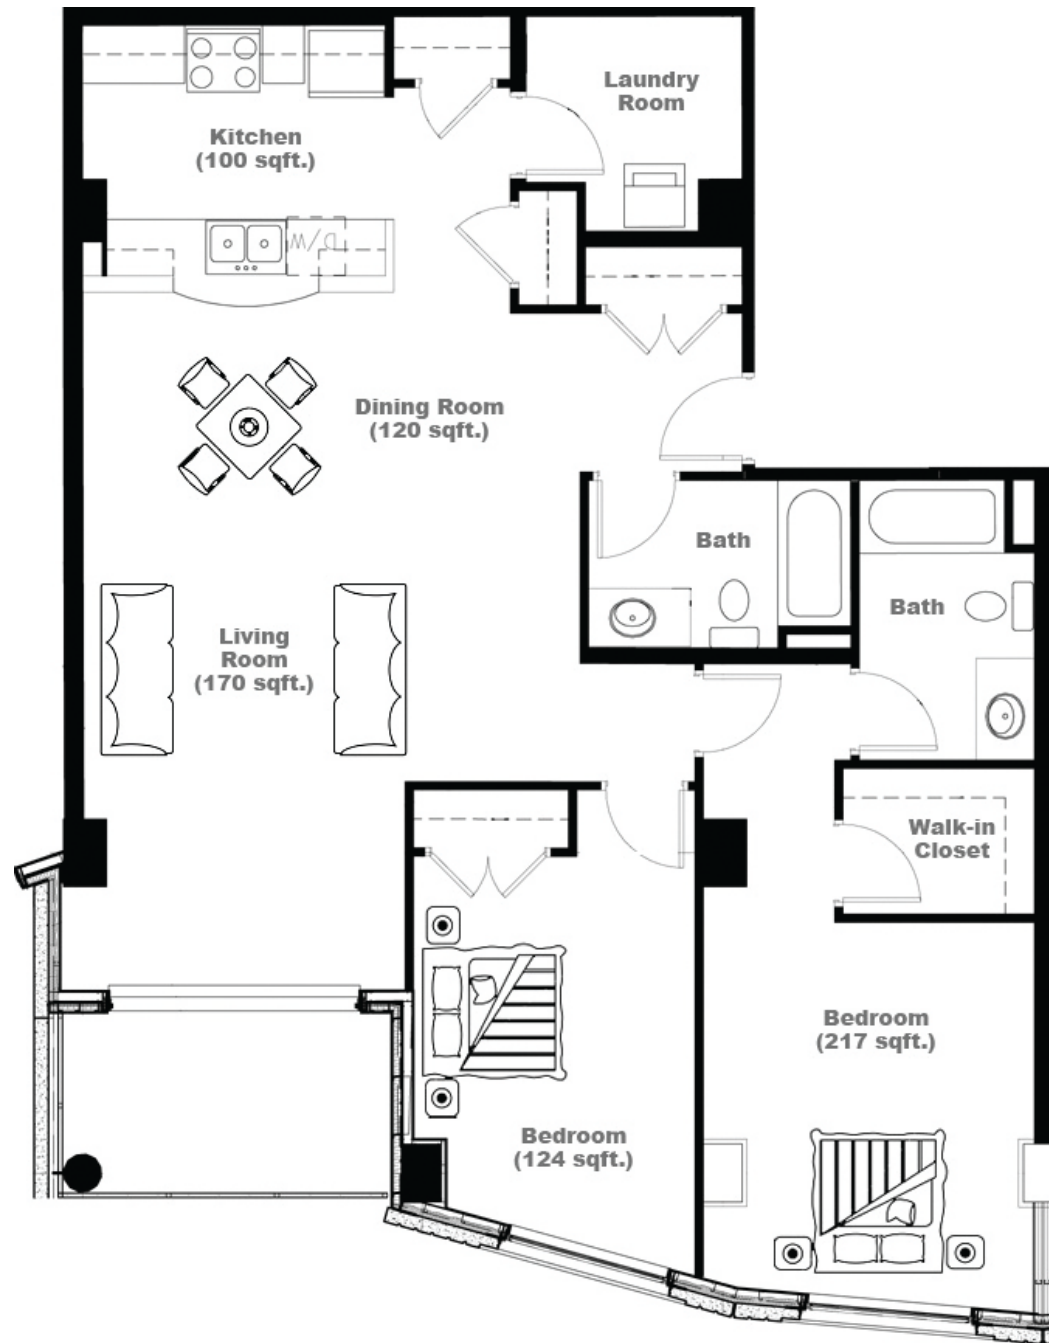 Laundry
Room
Kitchen
(100 sqft.)
D/W
Dining Room
(120 sqft.)
Bath
Bath
Living
Room
(170 sqft.)
Walk-in
Closet
Bedroom
(217 sqft.)
Bedroom
(124 sqft.)